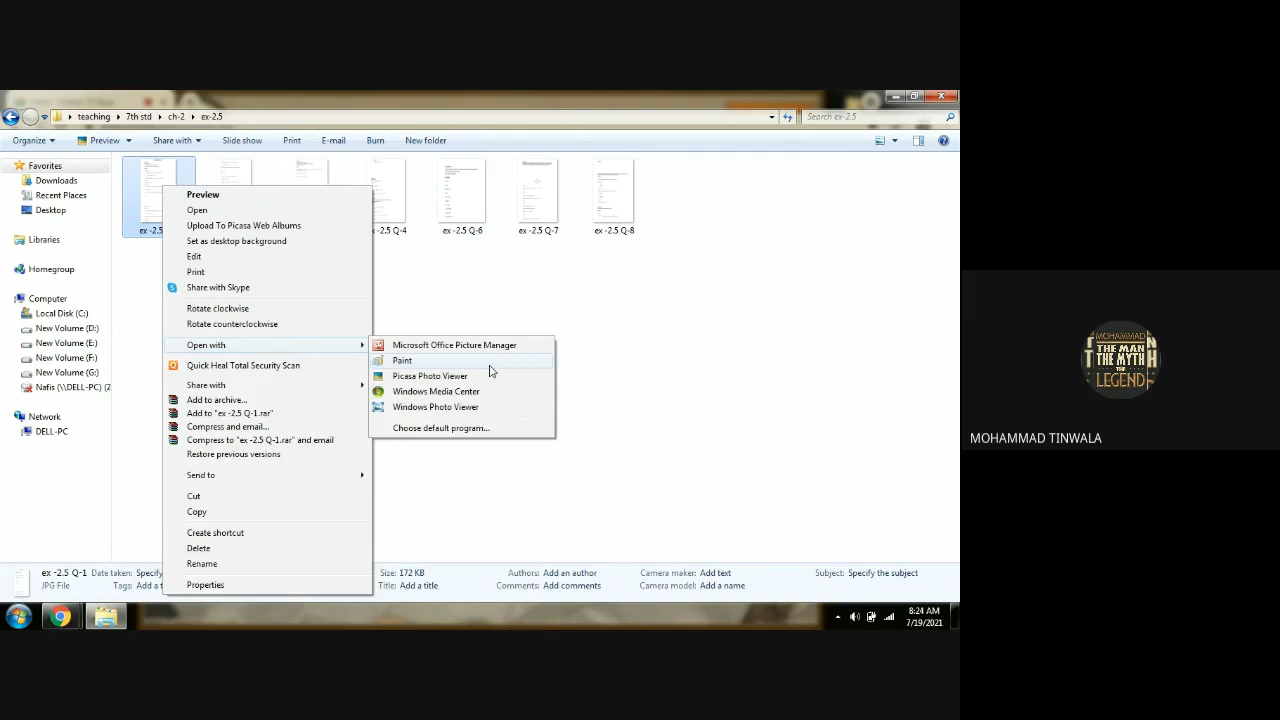 teaching 7th std ch-2 ex-2.5
Search ex-2.5
Organize Preview Share with Slide show Print E-mail Burn New folder
Favorites
Downloads
Recent Places
Desktop
Libraries
Homegroup
Computer
Local Disk (C:)
New Volume (D:)
New Volume (E:)
New Volume (F:)
New Volume (G:)
Nafis (\\DELL-PC) (Z
Network
DELL-PC
ex -2.5
-2.5 Q-4
ex -2.5 Q-6
ex -2.5 Q-7
ex -2.5 Q-8
Preview
Open
Upload To Picasa Web Albums
Set as desktop background
Edit
Print
Share with Skype
Rotate clockwise
Rotate counterclockwise
Open with
Quick Heal Total Security Scan
Share with
Add to archive...
Add to "ex -2.5 Q-1.rar"
Compress and email...
Compress to "ex -2.5 Q-1.rar" and email
Restore previous versions
Send to
Cut
Copy
Create shortcut
Delete
Rename
Properties
Microsoft Office Picture Manager
Paint
Picasa Photo Viewer
Windows Media Center
Windows Photo Viewer
Choose default program...
ex -2.5 Q-1 Date taken: Specify Size: 172 KB Authors: Add an author Camera maker: Add text Subject: Specify the subject
JPG File Tags: Add a t Title: Add a title Comments: Add comments Camera model: Add a name
8:24 AM
7/19/2021
MOHAMMAD
THE MAN
THE MYTH
THE
LEGEND
MOHAMMAD TINWALA